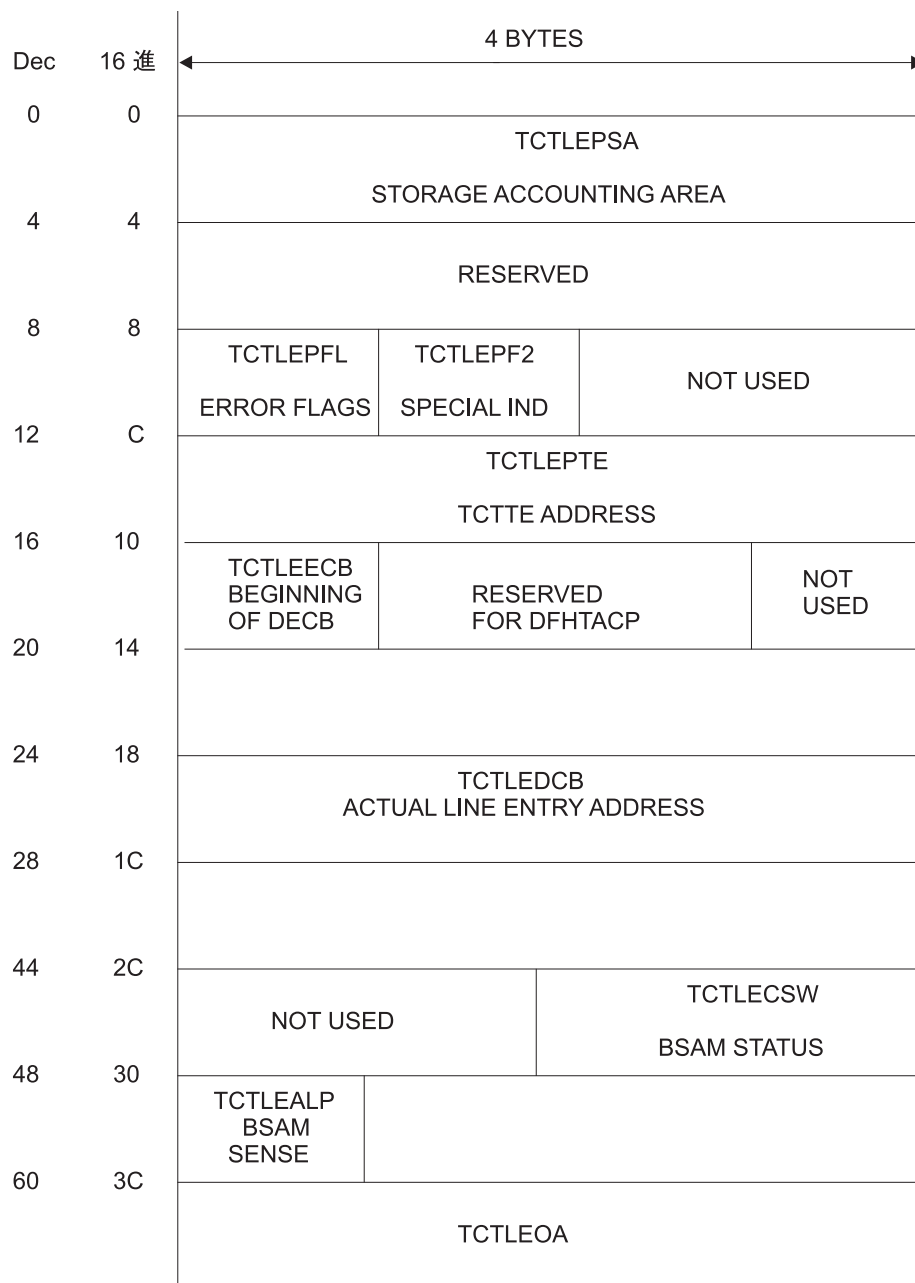 4 BYTES
Dec 16 進
0 0
TCTLEPSA
STORAGE ACCOUNTING AREA
4 4
RESERVED
8 8
TCTLEPFL TCTLEPF2
NOT USED
ERROR FLAGS SPECIAL IND
12 C
TCTLEPTE
TCTTE ADDRESS
16 10
TCTLEECB
BEGINNING
OF DECB
RESERVED
FOR DFHTACP
NOT
USED
20 14
24 18
TCTLEDCB
ACTUAL LINE ENTRY ADDRESS
28 1C
44 2C
NOT USED
TCTLECSW
BSAM STATUS
48 30
TCTLEALP
BSAM
SENSE
60 3C
TCTLEOA